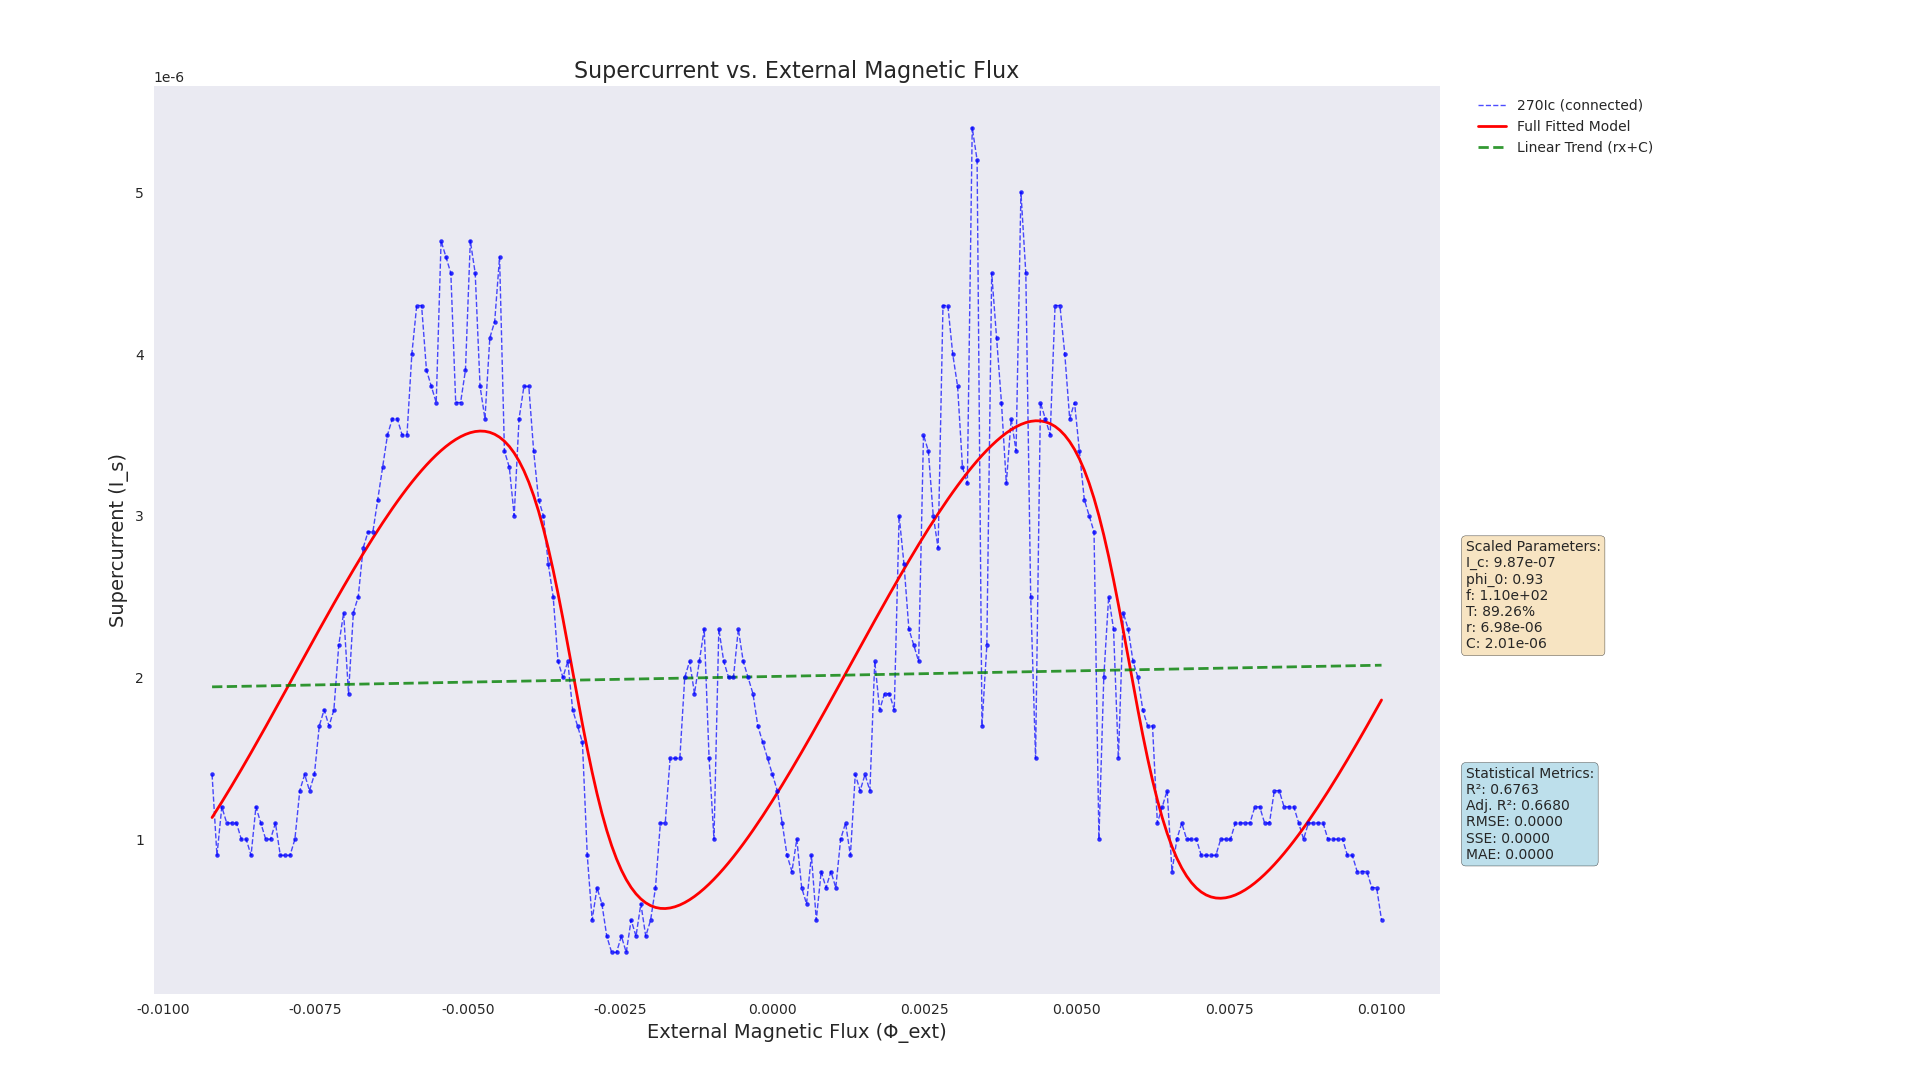 Supercurrent vs. External Magnetic Flux
1e-6
270Ic (connected)
Full Fitted Model
Linear Trend (rx+C)
5
4
3
2
1
Supercurrent (I_s)
Scaled Parameters:
I_c: 9.87e-07
phi_0: 0.93
f: 1.10e+02
T: 89.26%
r: 6.98e-06
C: 2.01e-06
Statistical Metrics:
R²: 0.6763
Adj. R²: 0.6680
RMSE: 0.0000
SSE: 0.0000
MAE: 0.0000
-0.0100 -0.0075 -0.0050 -0.0025 0.0000 0.0025 0.0050 0.0075 0.0100
External Magnetic Flux (Φ_ext)